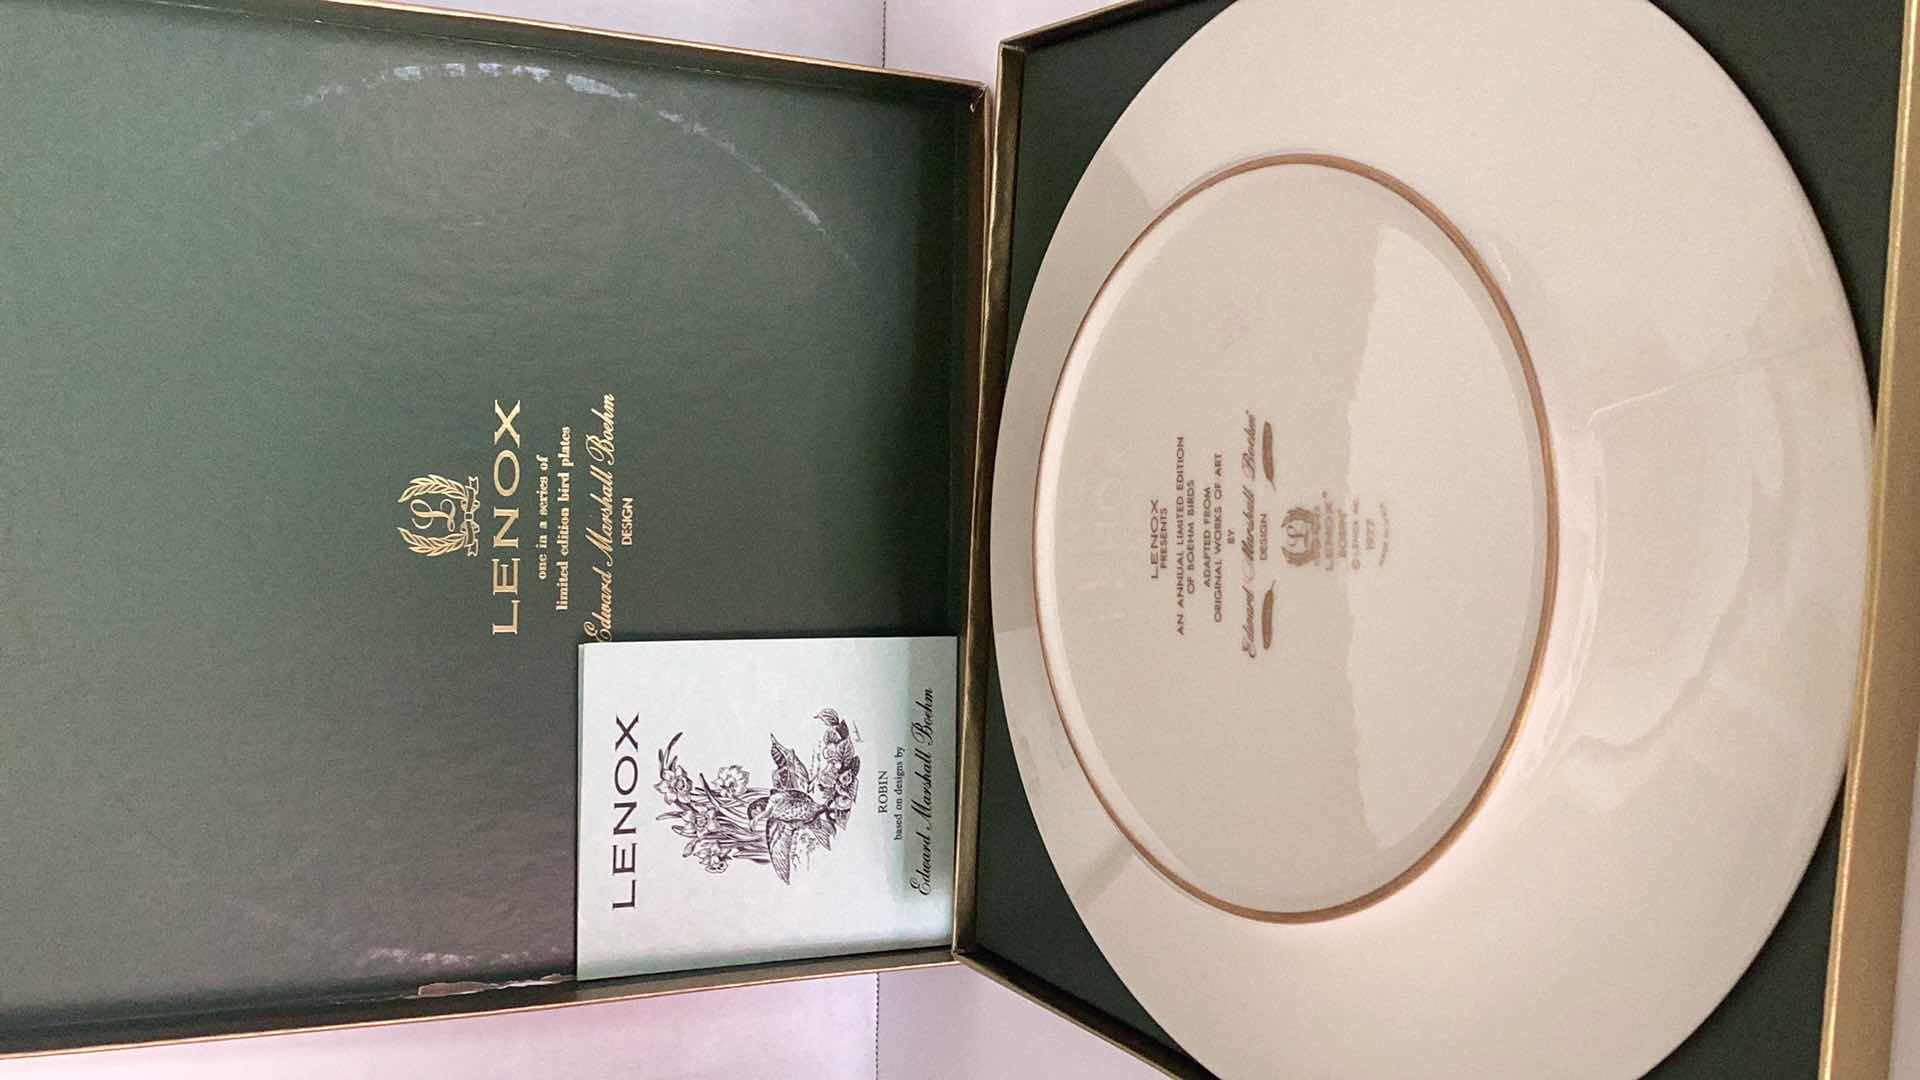 L
LENOX
one in a series of
limited edition bird plates
Edward Marshall Boehm
DESIGN
LENOX
ROBIN
based on designs by
Edward Marshall Boehm
LENOX
PRESENTS
AN ANNUAL LIMITED EDITION
OF BOEHM BIRDS
ADAPTED FROM
ORIGINAL WORKS OF ART
BY
Edward Marshall Boehm
DESIGN
L
LENOX®
© LENOX INC.
1977